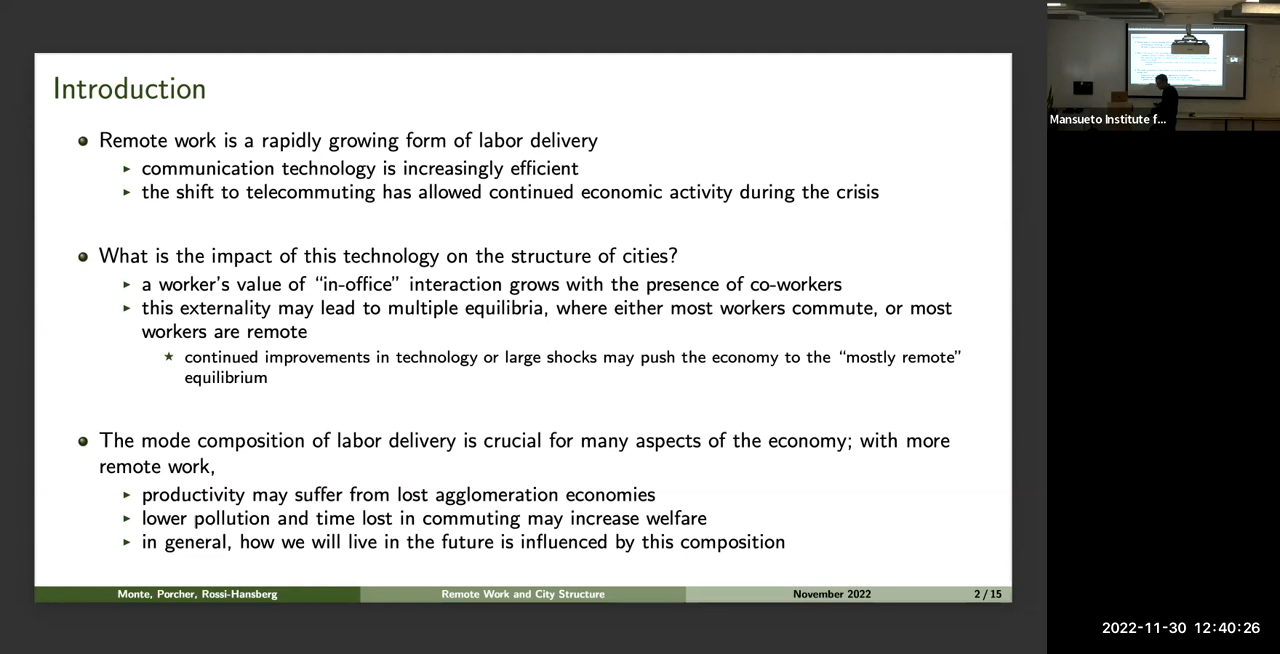 Introduction
Remote work is a rapidly growing form of labor delivery
communication technology is increasingly efficient
the shift to telecommuting has allowed continued economic activity during the crisis
What is the impact of this technology on the structure of cities?
a worker's value of “in-office” interaction grows with the presence of co-workers
this externality may lead to multiple equilibria, where either most workers commute, or most
workers are remote
continued improvements in technology or large shocks may push the economy to the “mostly remote”
equilibrium
The mode composition of labor delivery is crucial for many aspects of the economy; with more
remote work,
productivity may suffer from lost agglomeration economies
lower pollution and time lost in commuting may increase welfare
in general, how we will live in the future is influenced by this composition
Monte, Porcher, Rossi-Hansberg Remote Work and City Structure November 2022 2 / 15
Mansueto Institute f...
2022-11-30 12:40:26